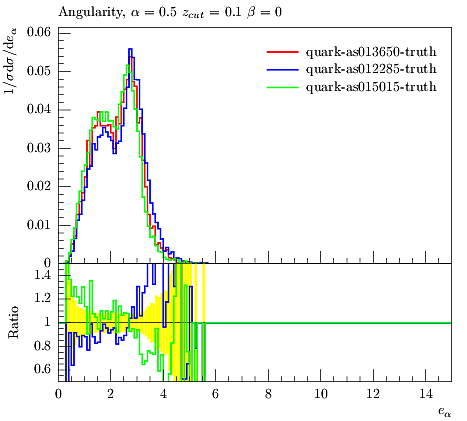 Angularity, α = 0.5 z_cut = 0.1 β = 0
1/σdσ/de_α
0.06
0.05
0.04
0.03
0.02
0.01
0
quark-as013650-truth
quark-as012285-truth
quark-as015015-truth
Ratio
1.4
1.2
1
0.8
0.6
0 2 4 6 8 10 12 14
e_α